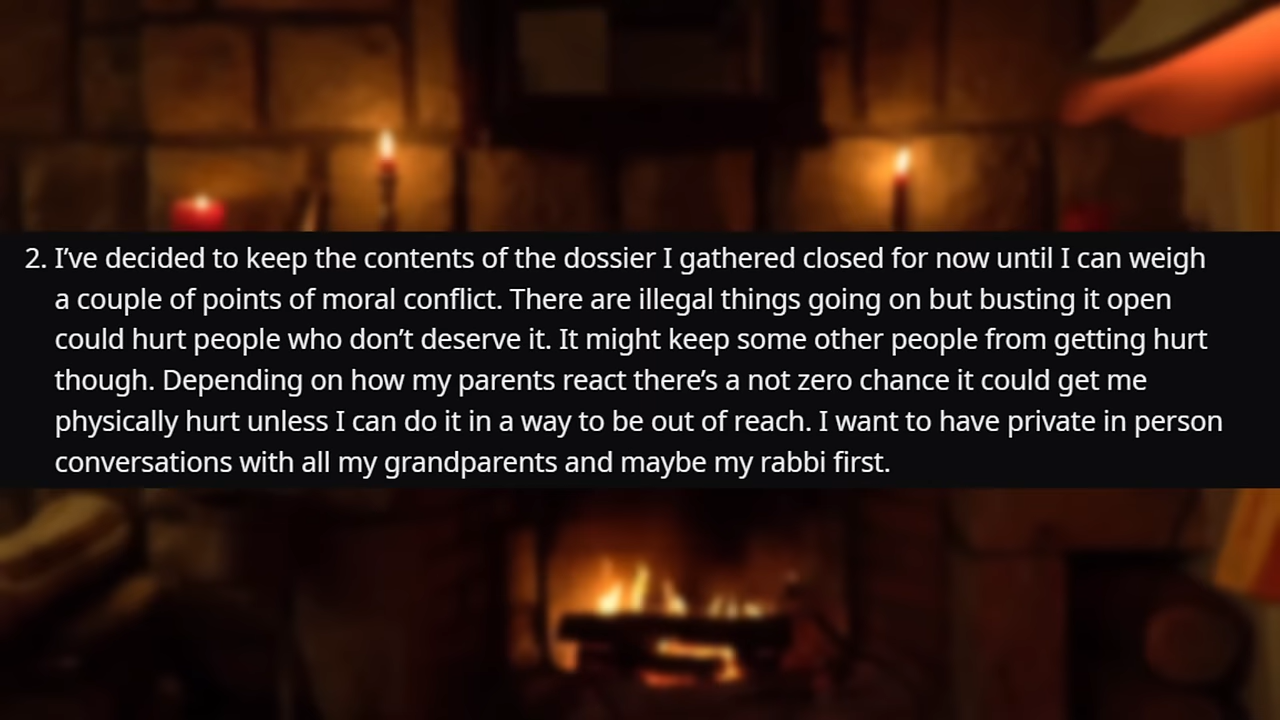 2. I’ve decided to keep the contents of the dossier I gathered closed for now until I can weigh
a couple of points of moral conflict. There are illegal things going on but busting it open
could hurt people who don’t deserve it. It might keep some other people from getting hurt
though. Depending on how my parents react there’s a not zero chance it could get me
physically hurt unless I can do it in a way to be out of reach. I want to have private in person
conversations with all my grandparents and maybe my rabbi first.